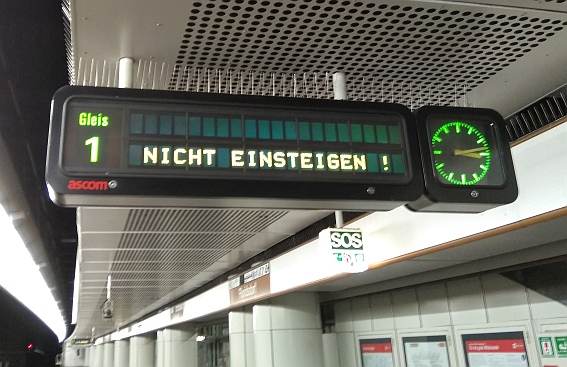 Gleis
1
NICHT EINSTEIGEN !
ascom
SOS